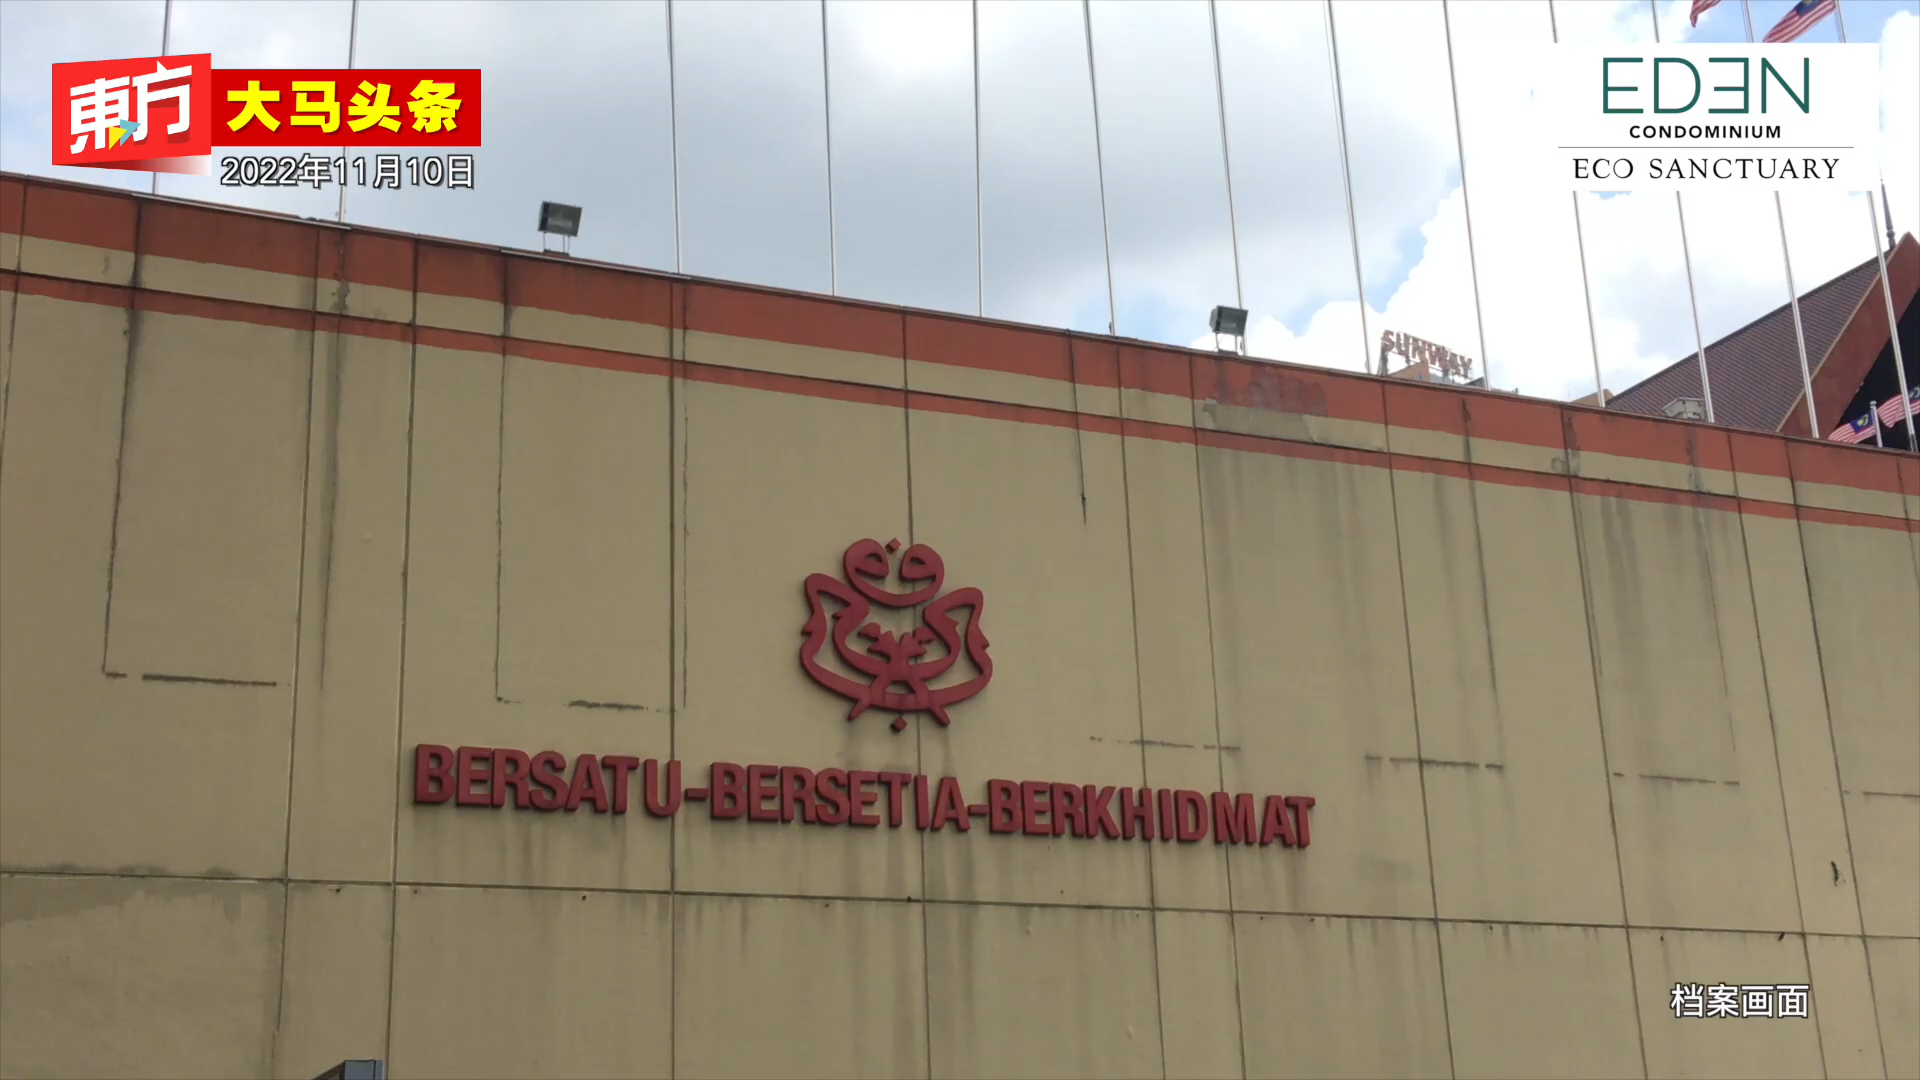 東方
大马头条
2022年11月10日
EDEN
CONDOMINIUM
ECO SANCTUARY
SUNWAY
BERSATU-BERSETIA-BERKHIDMAT
档案画面